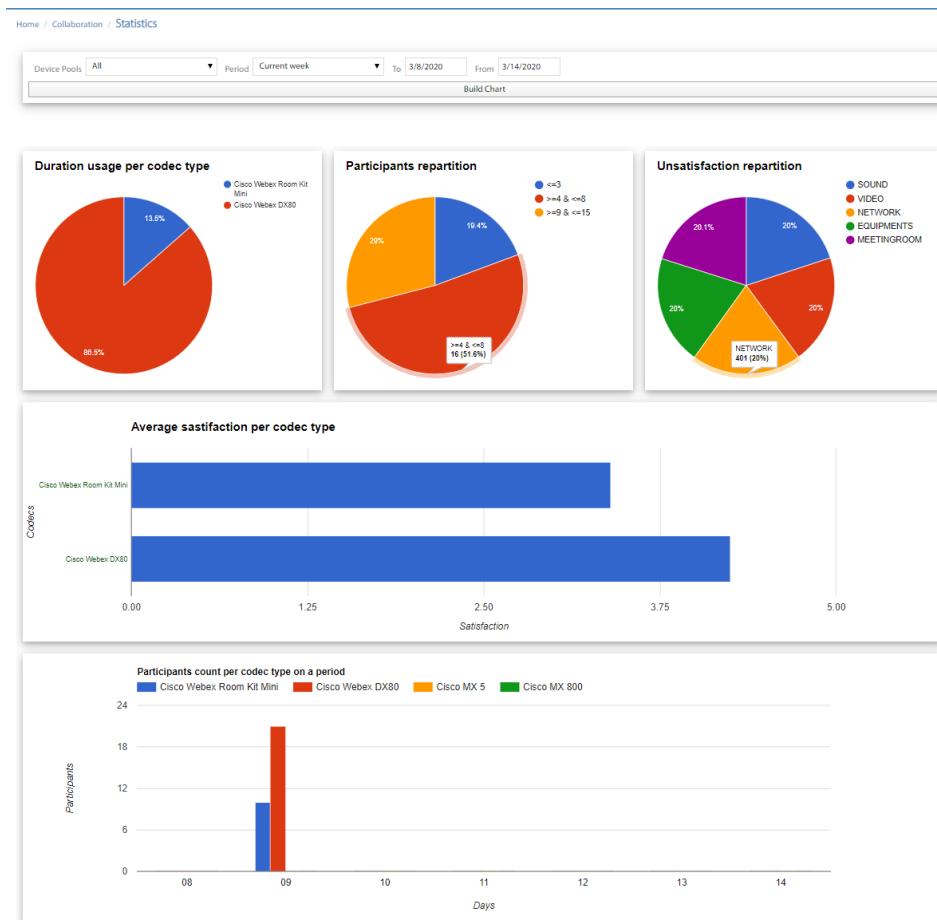 Home / Collaboration / Statistics
Device Pools All Period Current week To 3/8/2020 From 3/14/2020
Build Chart
Duration usage per codec type
Cisco Webex Room Kit
Mini
Cisco Webex DX80
13.5%
86.5%
Participants repartition
<=3
>=4 & <=8
>=9 & <=15
19.4%
29%
>=4 & <=8
16 (51.6%)
Unsatisfaction repartition
SOUND
VIDEO
NETWORK
EQUIPMENTS
MEETINGROOM
20.1%
20%
20%
20%
NETWORK
401 (20%)
Average sastifaction per codec type
Codecs
Cisco Webex Room Kit Mini
Cisco Webex DX80
0.00 1.25 2.50 3.75 5.00
Satisfaction
Participants count per codec type on a period
Cisco Webex Room Kit Mini Cisco Webex DX80 Cisco MX 5 Cisco MX 800
Participants
24
18
12
6
0
08 09 10 11 12 13 14
Days